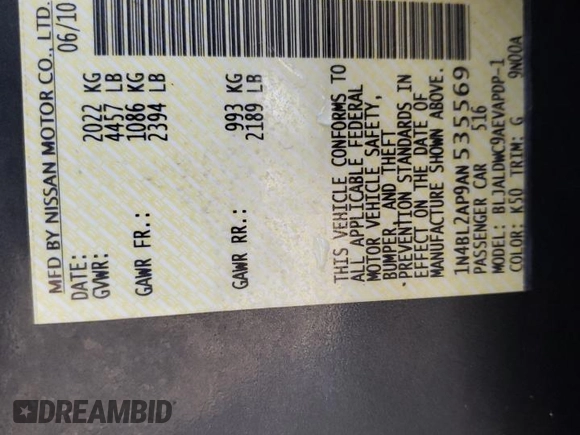 MFD BY NISSAN MOTOR CO., LTD.
DATE: 06/10
GVWR: 2022 KG
4457 LB
GAWR FR.: 1086 KG
2394 LB
GAWR RR.: 993 KG
2189 LB
THIS VEHICLE CONFORMS TO
ALL APPLICABLE FEDERAL
MOTOR VEHICLE SAFETY,
BUMPER, AND THEFT
PREVENTION STANDARDS IN
EFFECT ON THE DATE OF
MANUFACTURE SHOWN ABOVE.
1N4BL2AP9AN535569
PASSENGER CAR 516
MODEL: BLJALDWC9AEVAPDP-1
COLOR: K50 TRIM: G 9N00A
DREAMBID